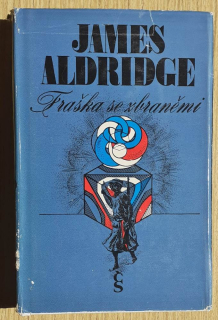 JAMES
ALDRIDGE
Fraška se zbraněmi
čs